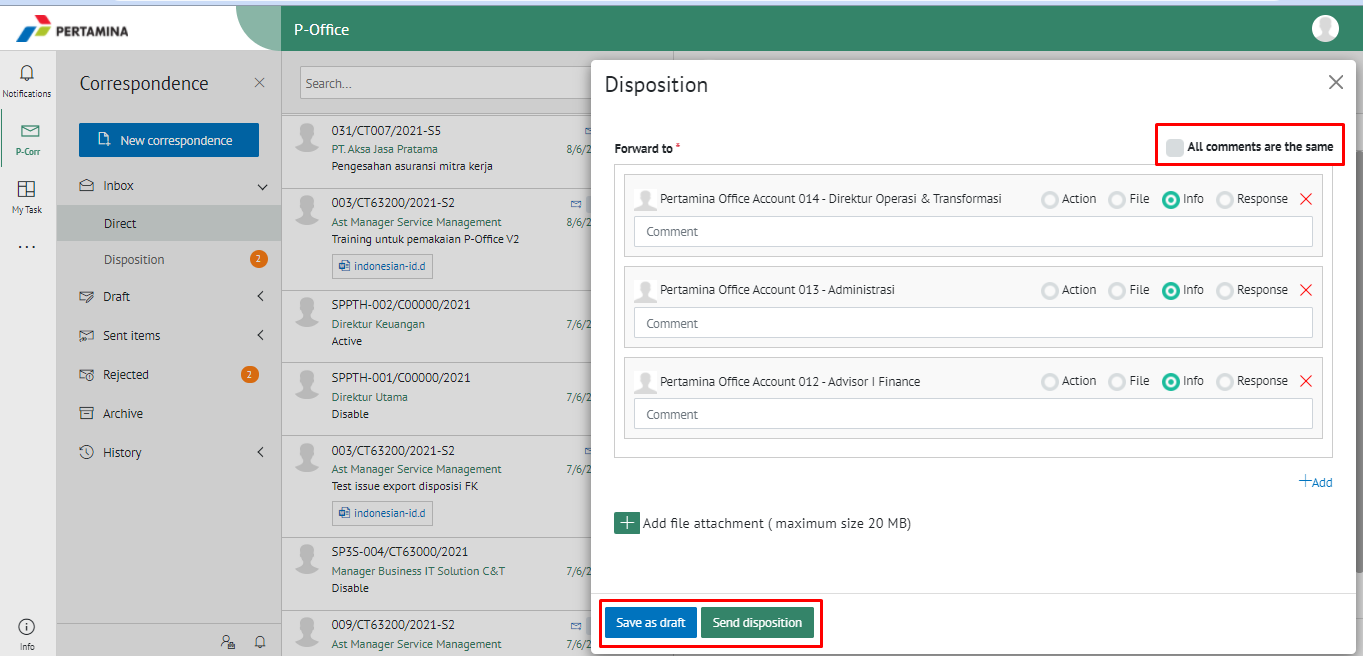 PERTAMINA
P-Office
Notifications
P-Corr
My Task
Info
Correspondence
New correspondence
Inbox
Direct
Disposition 2
Draft
Sent items
Rejected 2
Archive
History
Search...
031/CT007/2021-S5
PT. Aksa Jasa Pratama 8/6/2
Pengesahan asuransi mitra kerja
003/CT63200/2021-S2
Ast Manager Service Management 8/6/2
Training untuk pemakaian P-Office V2
indonesian-id.d
SPPTH-002/C00000/2021
Direktur Keuangan 7/6/2
Active
SPPTH-001/C00000/2021
Direktur Utama 7/6/2
Disable
003/CT63200/2021-S2
Ast Manager Service Management 7/6/2
Test issue export disposisi FK
indonesian-id.d
SP3S-004/CT63000/2021
Manager Business IT Solution C&T 7/6/2
Disable
009/CT63200/2021-S2
Ast Manager Service Management 7/6/2
Disposition
Forward to * All comments are the same
Pertamina Office Account 014 - Direktur Operasi & Transformasi Action File Info Response
Comment
Pertamina Office Account 013 - Administrasi Action File Info Response
Comment
Pertamina Office Account 012 - Advisor I Finance Action File Info Response
Comment
+Add
Add file attachment ( maximum size 20 MB)
Save as draft Send disposition